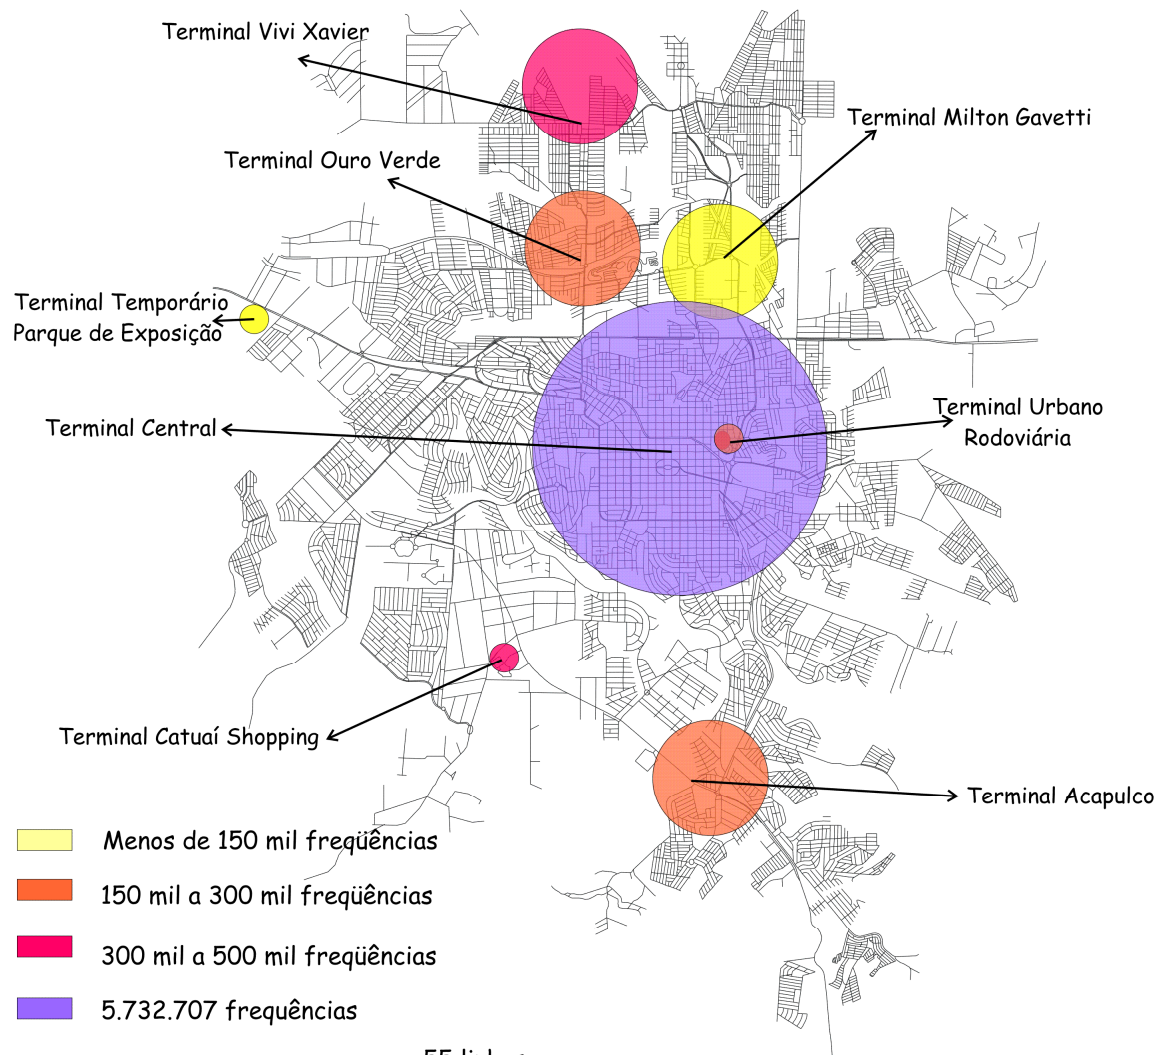 Terminal Vivi Xavier
Terminal Milton Gavetti
Terminal Ouro Verde
Terminal Temporário
Parque de Exposição
Terminal Urbano
Rodoviária
Terminal Central
Terminal Catuaí Shopping
Terminal Acapulco
Menos de 150 mil freqüências
150 mil a 300 mil freqüências
300 mil a 500 mil freqüências
5.732.707 frequências